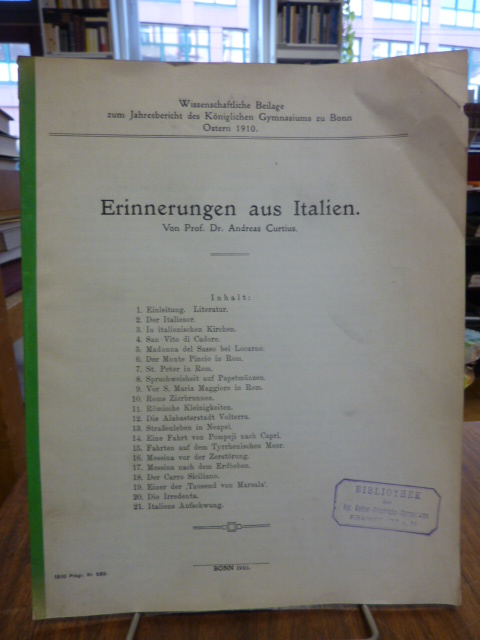 Wissenschaftliche Beilage
zum Jahresbericht des Königlichen Gymnasiums zu Bonn
Ostern 1910.
Erinnerungen aus Italien.
Von Prof. Dr. Andreas Curtius.
Inhalt:
1. Einleitung. Literatur.
2. Der Italiener.
3. In italienischen Kirchen.
4. San Vito di Cadore.
5. Madonna del Sasso bei Locarno.
6. Der Monte Pincio in Rom.
7. St. Peter in Rom.
8. Spruchweisheit auf Papstmünzen.
9. Vor S. Maria Maggiore in Rom.
10. Roms Zierbrunnen.
11. Römische Kleinigkeiten.
12. Die Alabasterstadt Volterra.
13. Straßenleben in Neapel.
14. Eine Fahrt von Pompeji nach Capri.
15. Fahrten auf dem Tyrrhenischen Meer.
16. Messina vor der Zerstörung.
17. Messina nach dem Erdbeben.
18. Der Carro Siciliano.
19. Einer der ‚Tausend von Marsala‘.
20. Die Irredenta.
21. Italiens Aufschwung.
BIBLIOTHEK
BONN
1910 Progr. Nr.